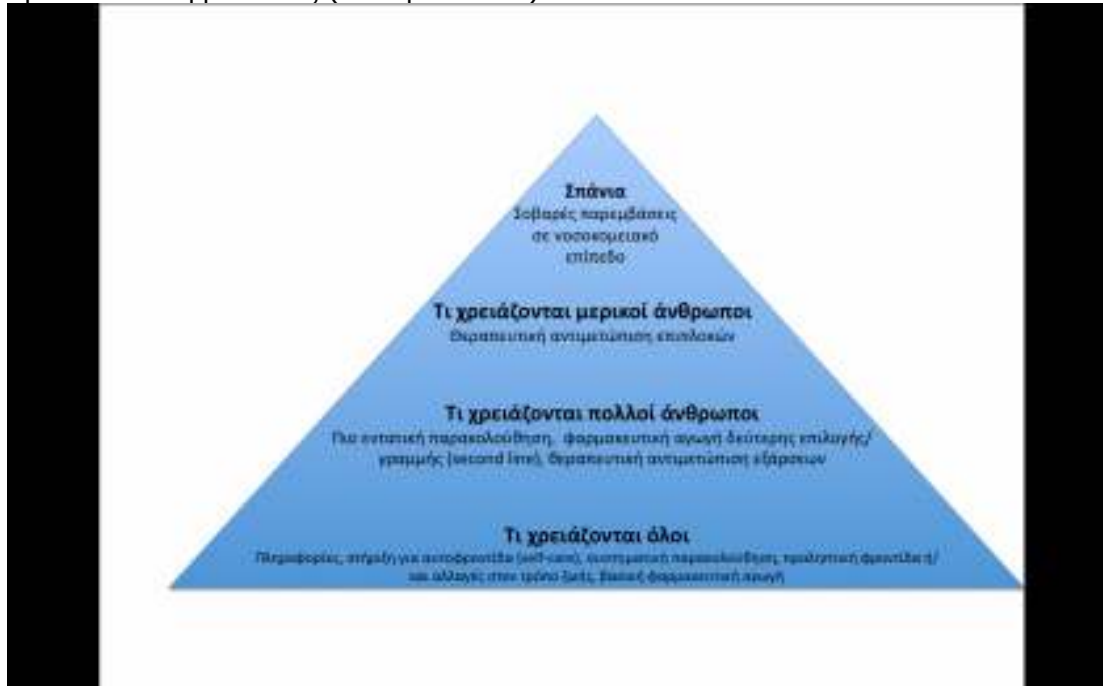 Σπάνια
Σοβαρές παρεμβάσεις
σε νοσοκομειακό
επίπεδο
Τι χρειάζονται μερικοί άνθρωποι
Θεραπευτική αντιμετώπιση επιπλοκών
Τι χρειάζονται πολλοί άνθρωποι
Πιο εντατική παρακολούθηση, φαρμακευτική αγωγή δεύτερης επιλογής/
γραμμής (second line), θεραπευτική αντιμετώπιση εξάρσεων
Τι χρειάζονται όλοι
Πληροφορίες, στήριξη για αυτοφροντίδα (self-care), συστηματική παρακολούθηση, προληπτική φροντίδα ή/
και αλλαγές στον τρόπο ζωής, βασική φαρμακευτική αγωγή